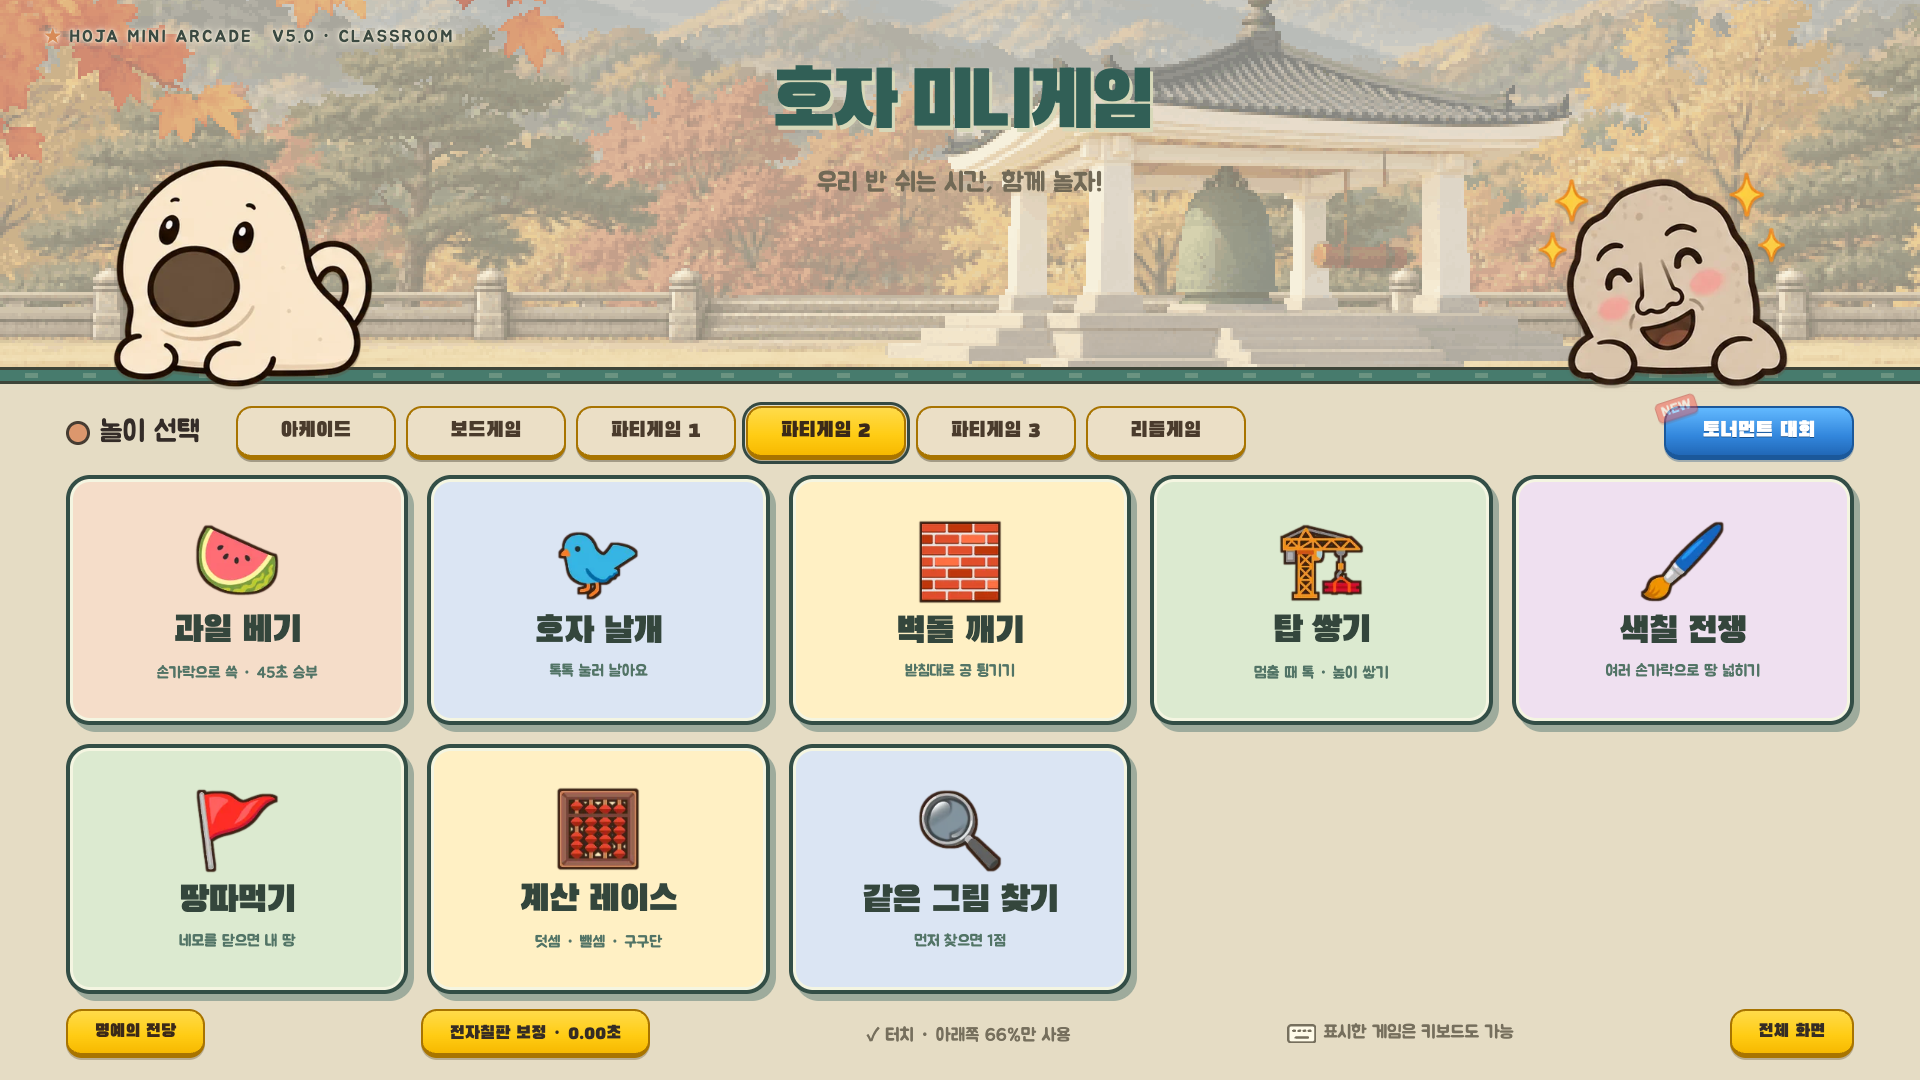 HOJA MINI ARCADE V5.0 · CLASSROOM
호자 미니게임
우리 반 쉬는 시간, 함께 놀자!
놀이 선택
아케이드
보드게임
파티게임 1
파티게임 2
파티게임 3
리듬게임
NEW
토너먼트 대회
과일 베기
손가락으로 쓱 · 45초 승부
호자 날개
톡톡 눌러 날아요
벽돌 깨기
받침대로 공 튕기기
탑 쌓기
멈출 때 톡 · 높이 쌓기
색칠 전쟁
여러 손가락으로 땅 넓히기
땅따먹기
네모를 닫으면 내 땅
계산 레이스
덧셈 · 뺄셈 · 구구단
같은 그림 찾기
먼저 찾으면 1점
명예의 전당
전자칠판 보정 · 0.00초
✓ 터치 · 아래쪽 66%만 사용
표시한 게임은 키보드도 가능
전체 화면